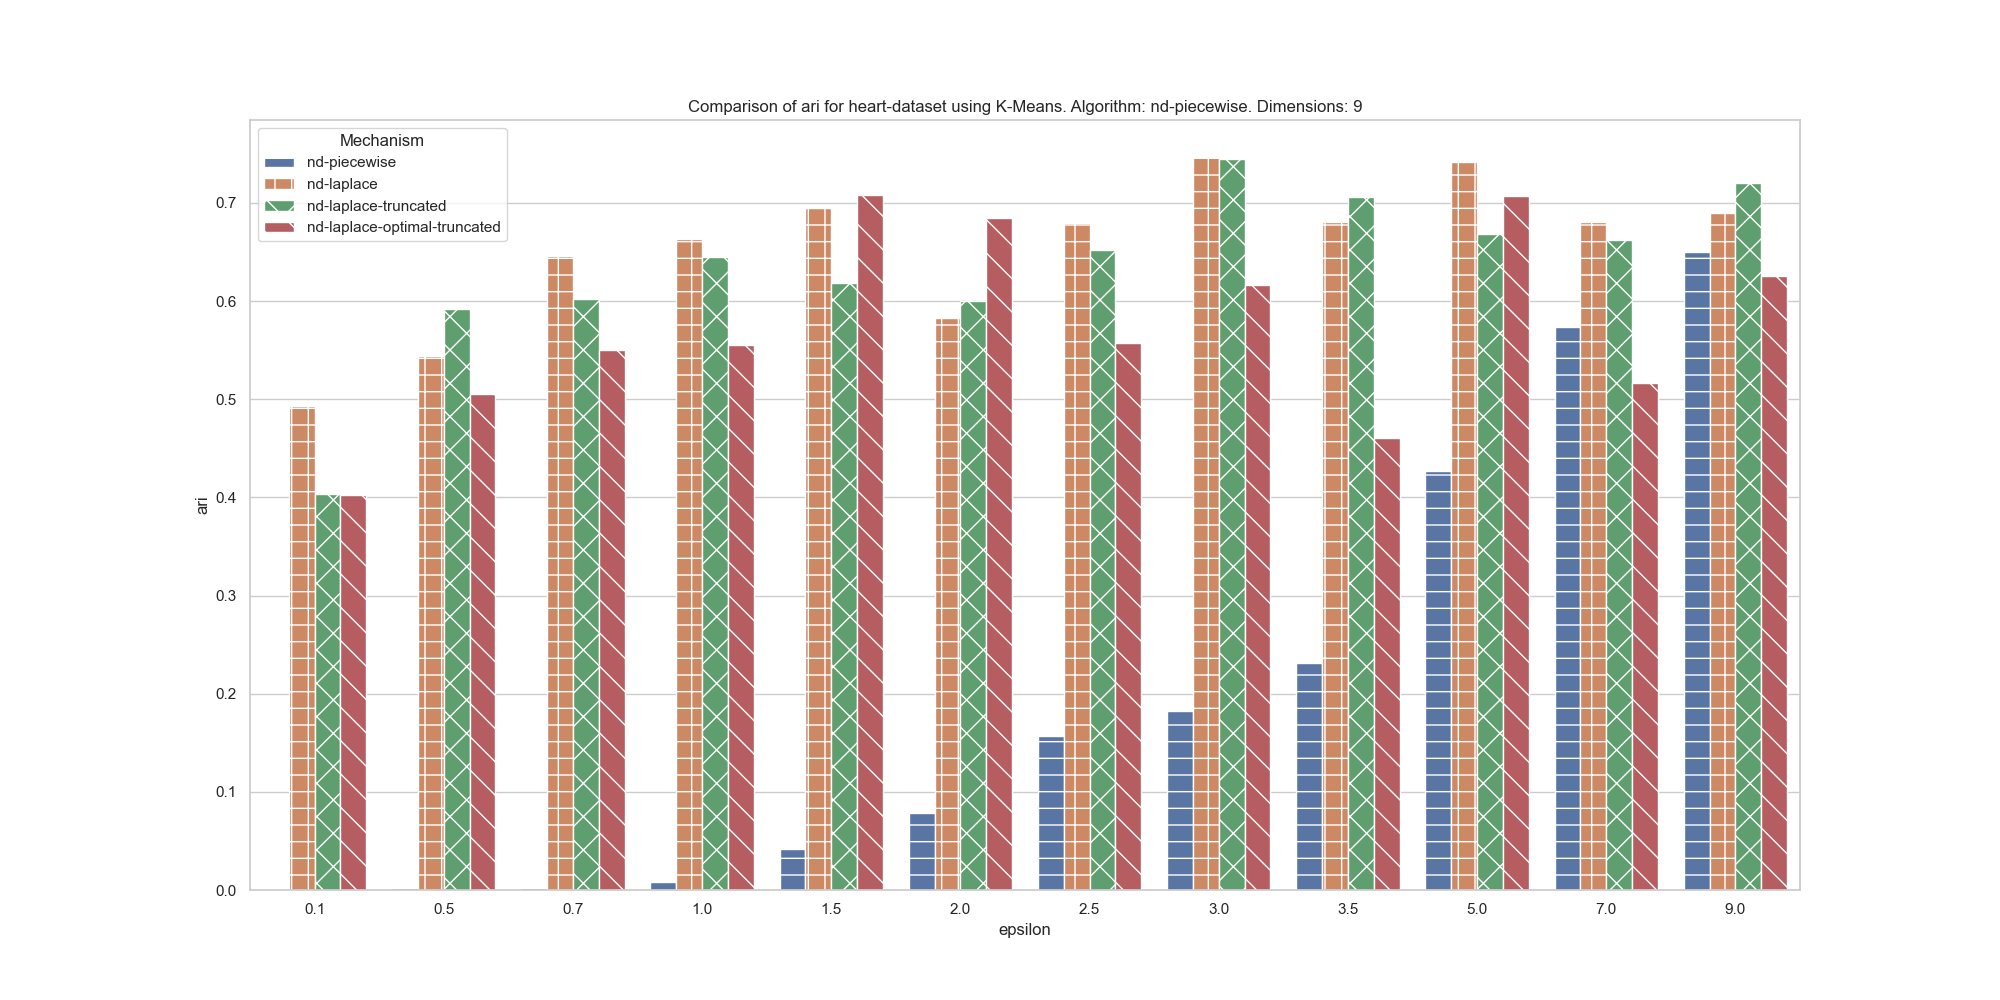 Comparison of ari for heart-dataset using K-Means. Algorithm: nd-piecewise. Dimensions: 9
Mechanism
nd-piecewise
nd-laplace
nd-laplace-truncated
nd-laplace-optimal-truncated
ari
0.7
0.6
0.5
0.4
0.3
0.2
0.1
0.0
0.1 0.5 0.7 1.0 1.5 2.0 2.5 3.0 3.5 5.0 7.0 9.0
epsilon